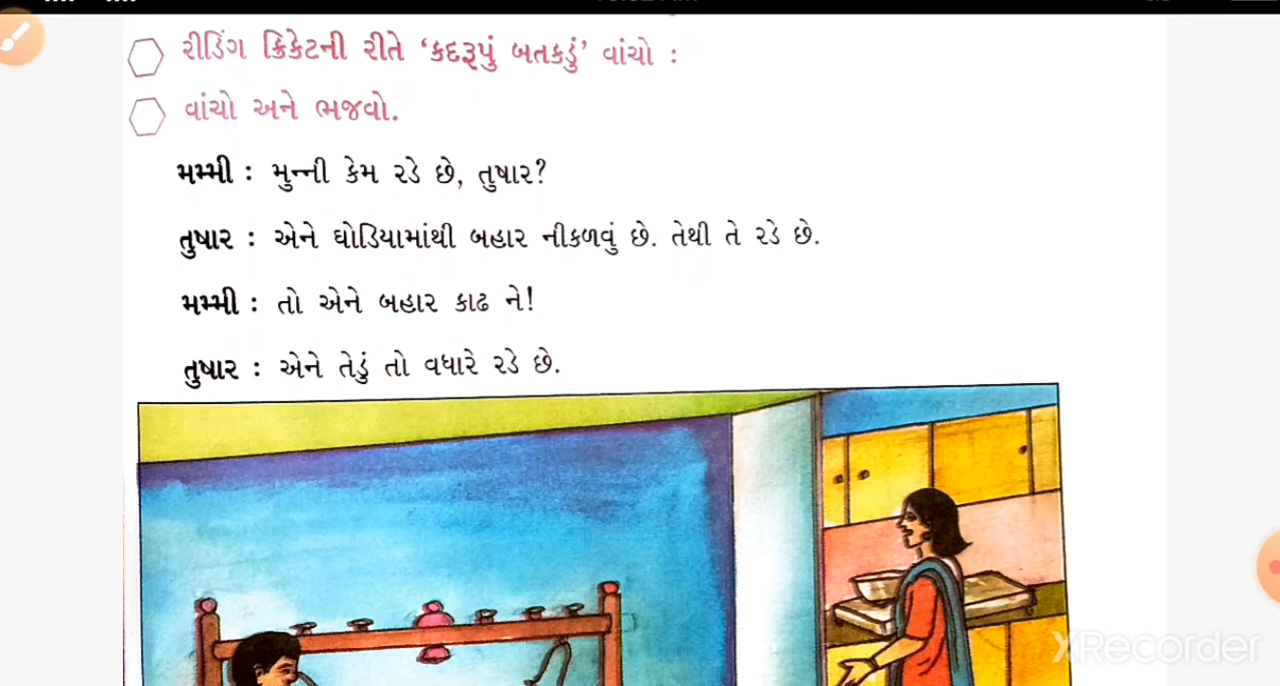 રીડિંગ ક્રિકેટની રીતે ‘કદરૂપું બતકડું’ વાંચો :
વાંચો અને ભજવો.
મમ્મી : મુન્ની કેમ રડે છે, તુષાર?
તુષાર : એને ઘોડિયામાંથી બહાર નીકળવું છે. તેથી તે રડે છે.
મમ્મી : તો એને બહાર કાઢ ને!
તુષાર : એને તેડું તો વધારે રડે છે.
XRecorder